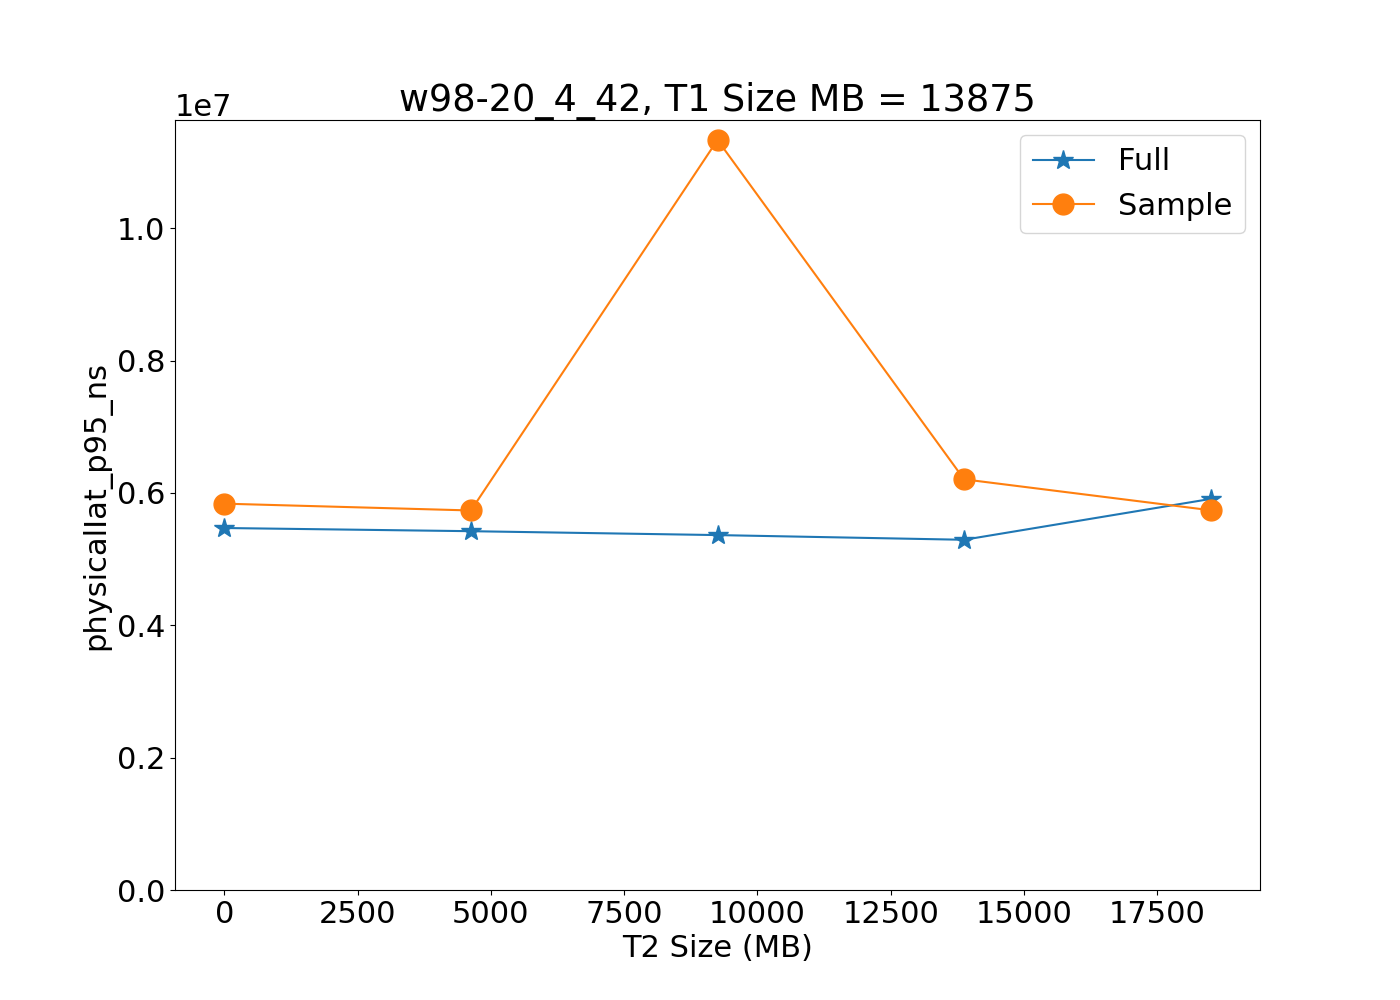 w98-20_4_42, T1 Size MB = 13875
1e7
Full
Sample
1.0
0.8
0.6
0.4
0.2
0.0
physicallat_p95_ns
0 2500 5000 7500 10000 12500 15000 17500
T2 Size (MB)